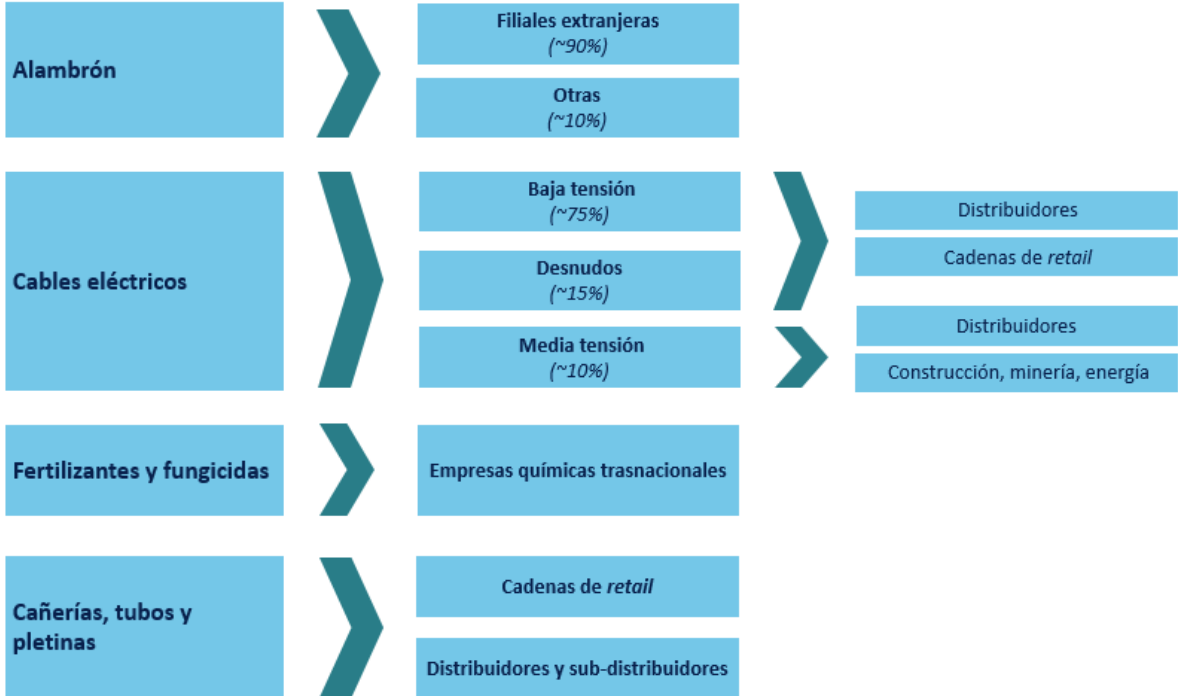 Alambrón
Filiales extranjeras
(~90%)
Otras
(~10%)
Cables eléctricos
Baja tensión
(~75%)
Desnudos
(~15%)
Media tensión
(~10%)
Distribuidores
Cadenas de retail
Distribuidores
Construcción, minería, energía
Fertilizantes y fungicidas
Empresas químicas trasnacionales
Cañerías, tubos y
pletinas
Cadenas de retail
Distribuidores y sub-distribuidores